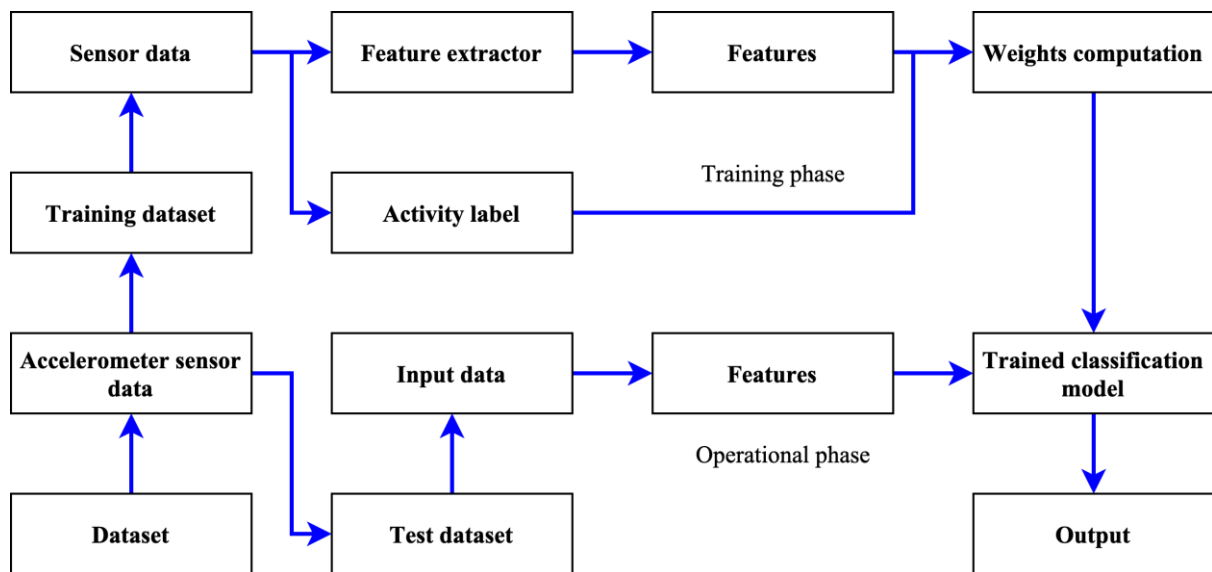 Sensor data
Feature extractor
Features
Weights computation
Training phase
Training dataset
Activity label
Accelerometer sensor
data
Input data
Features
Trained classification
model
Operational phase
Dataset
Test dataset
Output